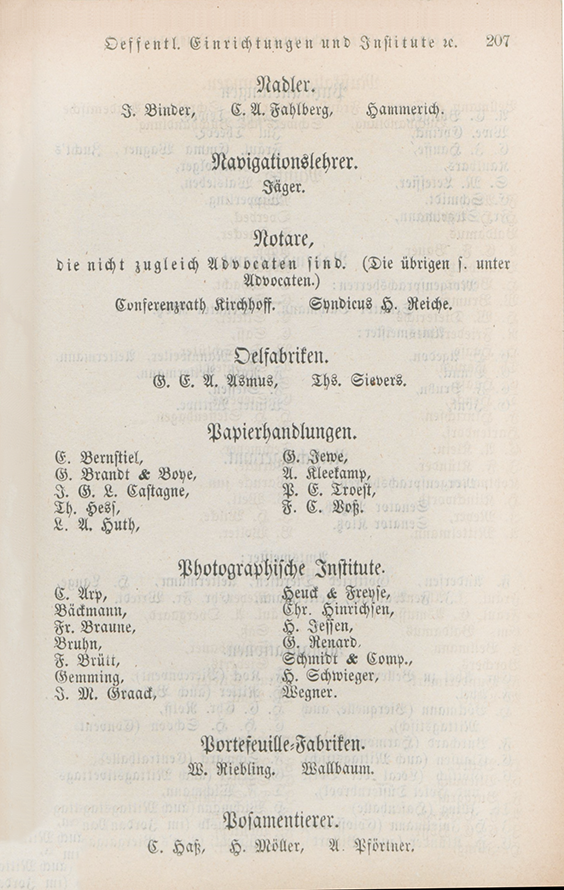 Oeffentl. Einrichtungen und Institute ꝛc. 207
Nadler.
J. Binder, C. A. Fahlberg, Hammerich.
Navigationslehrer.
Jäger.
Notare,
die nicht zugleich Advocaten sind. (Die übrigen s. unter
Advocaten.)
Conferenzrath Kirchhoff. Syndicus H. Reiche.
Oelfabriken.
G. E. A. Asmus, Ths. Sievers.
Papierhandlungen.
E. Bernstiel,
G. Brandt & Boye,
J. G. L. Castagne,
Th. Hess,
L. A. Huth,
G. Jewe,
A. Kleekamp,
P. E. Troest,
F. C. Voß.
Photographische Institute.
C. Arp,
Bäckmann,
Fr. Braune,
Bruhn,
F. Brütt,
Gemming,
J. M. Graack,
Heuck & Freyse,
Chr. Hinrichsen,
H. Jessen,
G. Renard.
Schmidt & Comp.,
H. Schwieger,
Wegner.
Portefeuille-Fabriken.
W. Riebling. Wallbaum.
Posamentierer.
C. Haß, H. Möller, A. Pförtner.